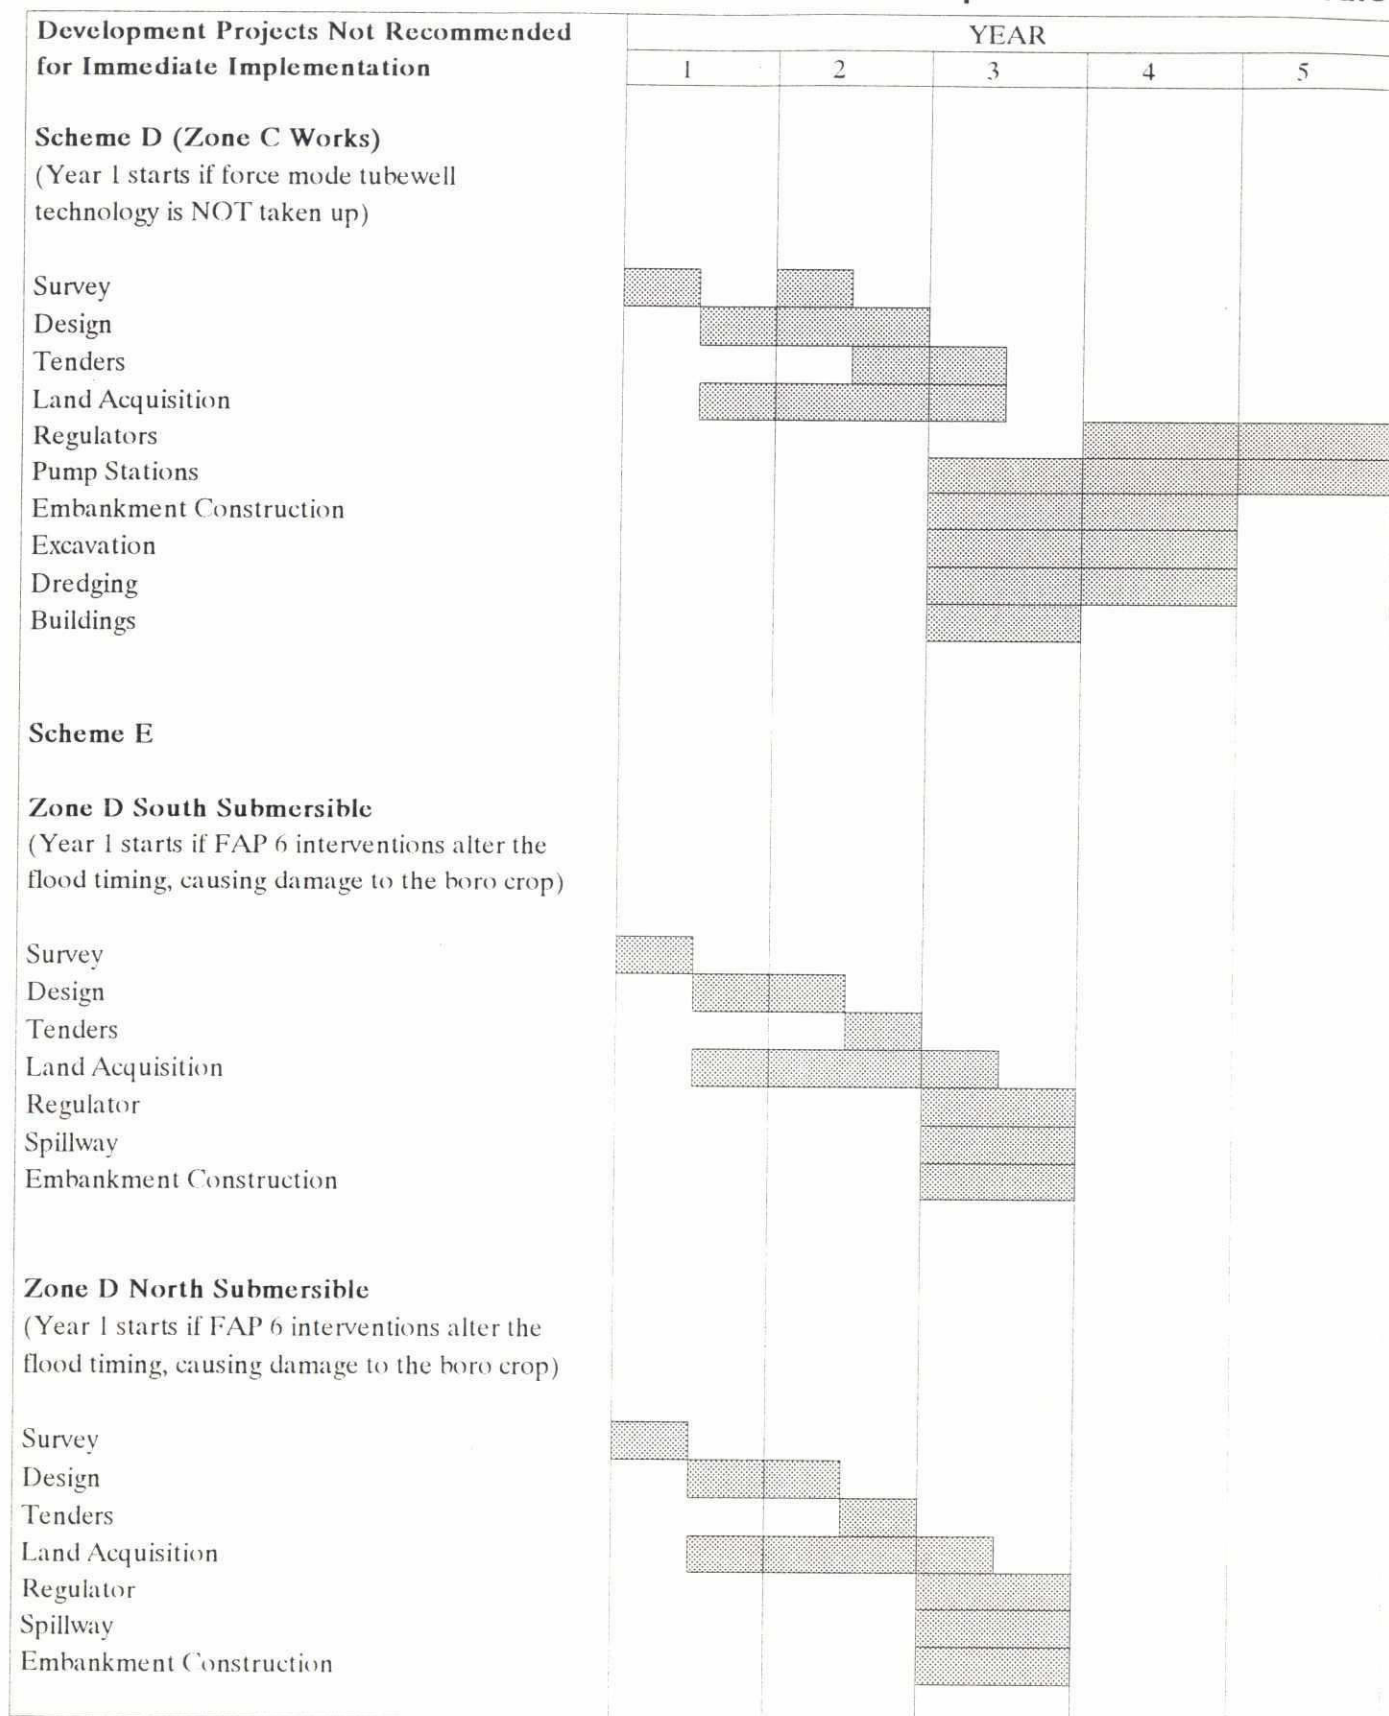 Development Projects Not Recommended
for Immediate Implementation
YEAR
1 2 3 4 5
Scheme D (Zone C Works)
(Year 1 starts if force mode tubewell
technology is NOT taken up)
Survey
Design
Tenders
Land Acquisition
Regulators
Pump Stations
Embankment Construction
Excavation
Dredging
Buildings
Scheme E
Zone D South Submersible
(Year 1 starts if FAP 6 interventions alter the
flood timing, causing damage to the boro crop)
Survey
Design
Tenders
Land Acquisition
Regulator
Spillway
Embankment Construction
Zone D North Submersible
(Year 1 starts if FAP 6 interventions alter the
flood timing, causing damage to the boro crop)
Survey
Design
Tenders
Land Acquisition
Regulator
Spillway
Embankment Construction